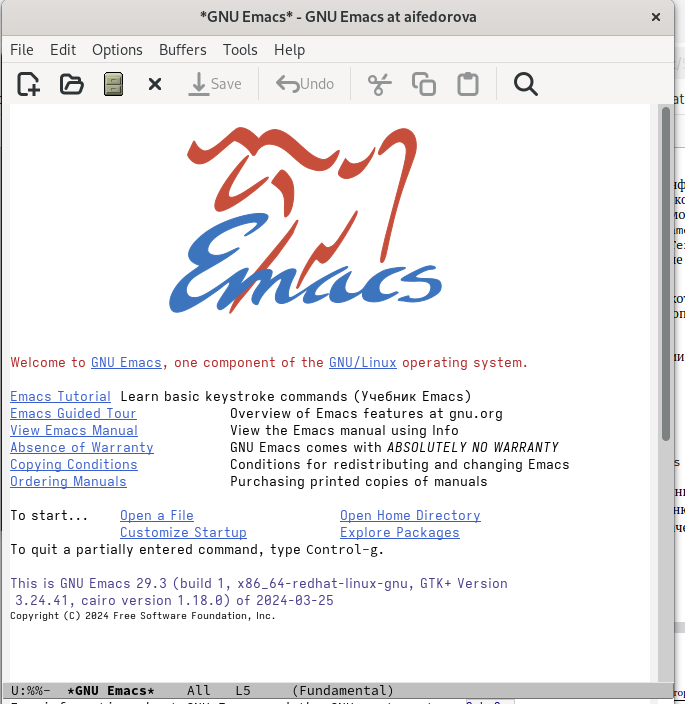 *GNU Emacs* - GNU Emacs at aifedorova
File Edit Options Buffers Tools Help
Save Undo
Emacs
Welcome to GNU Emacs, one component of the GNU/Linux operating system.
Emacs Tutorial Learn basic keystroke commands (Учебник Emacs)
Emacs Guided Tour Overview of Emacs features at gnu.org
View Emacs Manual View the Emacs manual using Info
Absence of Warranty GNU Emacs comes with ABSOLUTELY NO WARRANTY
Copying Conditions Conditions for redistributing and changing Emacs
Ordering Manuals Purchasing printed copies of manuals
To start... Open a File Open Home Directory
Customize Startup Explore Packages
To quit a partially entered command, type Control-g.
This is GNU Emacs 29.3 (build 1, x86_64-redhat-linux-gnu, GTK+ Version
3.24.41, cairo version 1.18.0) of 2024-03-25
Copyright (C) 2024 Free Software Foundation, Inc.
U:%%- *GNU Emacs* All L5 (Fundamental)